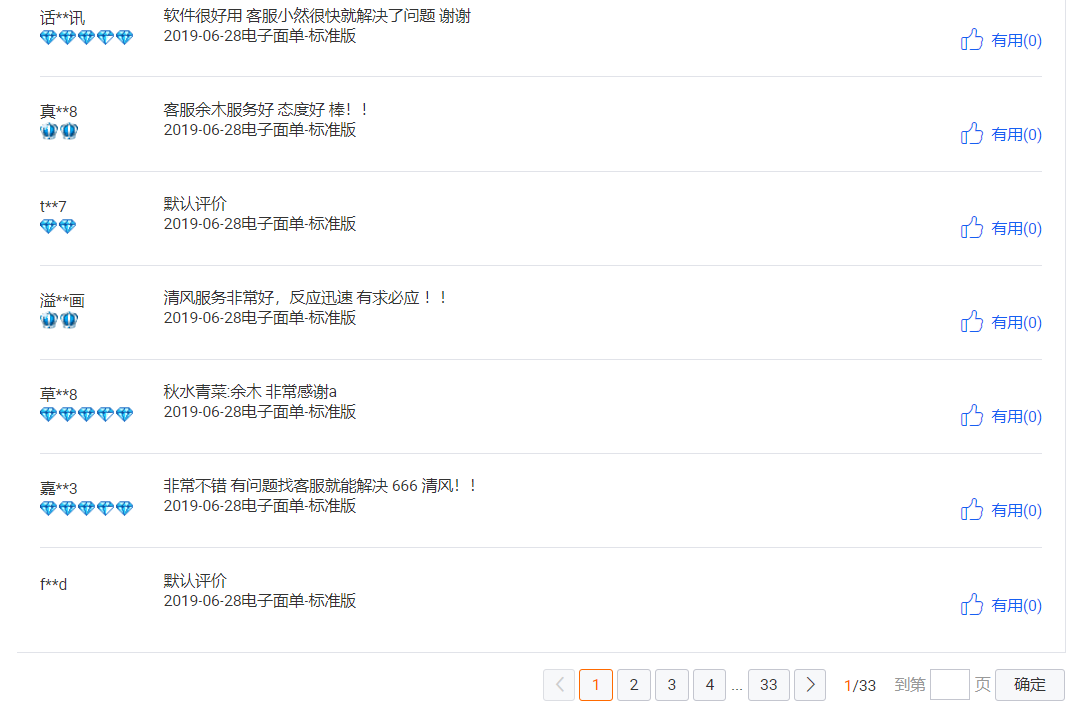 话**讯
软件很好用 客服小然很快就解决了问题 谢谢
2019-06-28电子面单-标准版
有用(0)
真**8
客服余木服务好 态度好 棒！！
2019-06-28电子面单-标准版
有用(0)
t**7
默认评价
2019-06-28电子面单-标准版
有用(0)
溢**画
清风服务非常好，反应迅速 有求必应！！
2019-06-28电子面单-标准版
有用(0)
草**8
秋水青菜:余木 非常感谢a
2019-06-28电子面单-标准版
有用(0)
嘉**3
非常不错 有问题找客服就能解决 666 清风！！
2019-06-28电子面单-标准版
有用(0)
f**d
默认评价
2019-06-28电子面单-标准版
有用(0)
1 2 3 4 ... 33 1/33 到第 页 确定